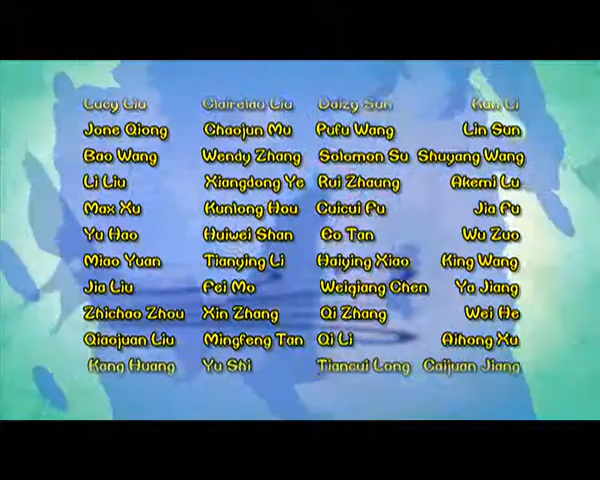 Lucy Liu Clairelau Liu Daizy Sun Kun Li
Jone Qiong Chaojun Mu Pufu Wang Lin Sun
Bao Wang Wendy Zhang Solomon Su Shuyang Wang
Li Liu Xiangdong Ye Rui Zhaung Akemi Lu
Max Xu Kunlong Hou Cuicui Fu Jia Fu
Yu Hao Huiwei Shan Bo Tan Wu Zuo
Miao Yuan Tianying Li Haiying Xiao King Wang
Jia Liu Fei Mo Weiqiang Chen Ya Jiang
Zhichao Zhou Xin Zhang Qi Zhang Wei He
Qiaojuan Liu Mingfeng Tan Qi Li Aihong Xu
Kang Huang Yu Shi Tiancui Long Caijuan Jiang